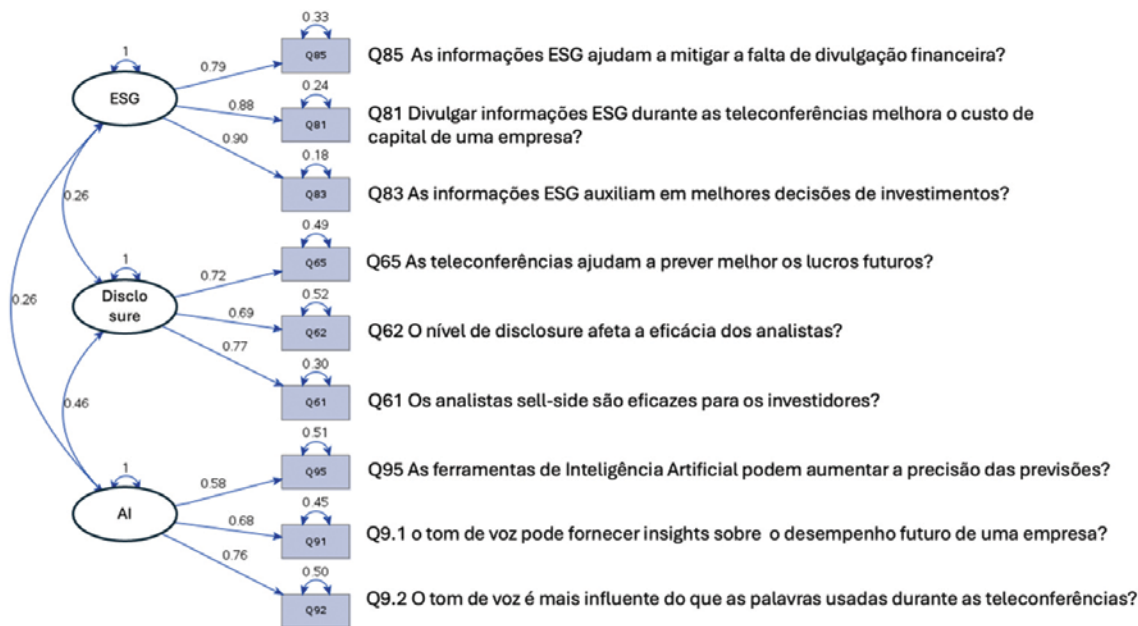 0.33
1
Q85
Q85 As informações ESG ajudam a mitigar a falta de divulgação financeira?
0.79
ESG
0.24
0.88
Q81
Q81 Divulgar informações ESG durante as teleconferências melhora o custo de
capital de uma empresa?
0.90
0.18
Q83
Q83 As informações ESG auxiliam em melhores decisões de investimentos?
0.26
0.49
1
Q65
Q65 As teleconferências ajudam a prever melhor os lucros futuros?
0.72
0.26
Disclo
sure
0.52
0.69
Q62
Q62 O nível de disclosure afeta a eficácia dos analistas?
0.77
0.30
0.46
Q61
Q61 Os analistas sell-side são eficazes para os investidores?
0.51
1
Q95
Q95 As ferramentas de Inteligência Artificial podem aumentar a precisão das previsões?
0.58
AI
0.45
0.68
Q91
Q9.1 o tom de voz pode fornecer insights sobre o desempenho futuro de uma empresa?
0.76
0.50
Q92
Q9.2 O tom de voz é mais influente do que as palavras usadas durante as teleconferências?